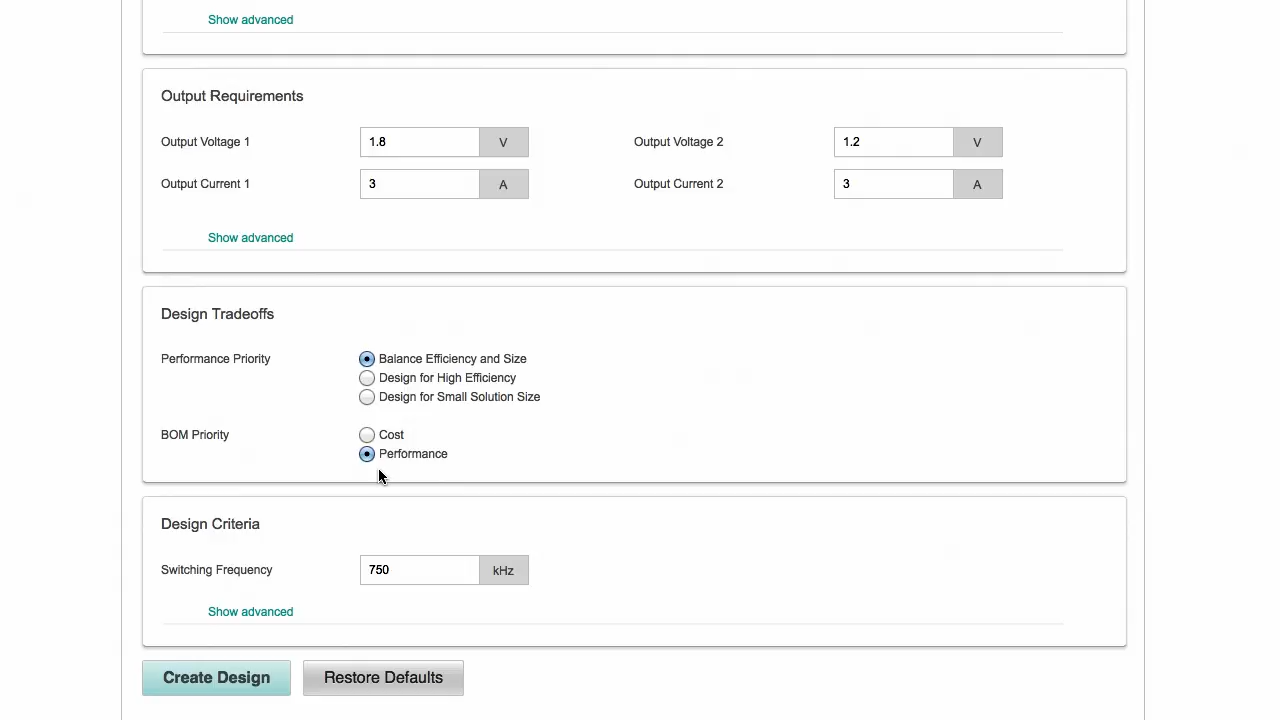 Show advanced
Output Requirements
Output Voltage 1 1.8 V Output Voltage 2 1.2 V
Output Current 1 3 A Output Current 2 3 A
Show advanced
Design Tradeoffs
Performance Priority Balance Efficiency and Size
Design for High Efficiency
Design for Small Solution Size
BOM Priority Cost
Performance
Design Criteria
Switching Frequency 750 kHz
Show advanced
Create Design Restore Defaults